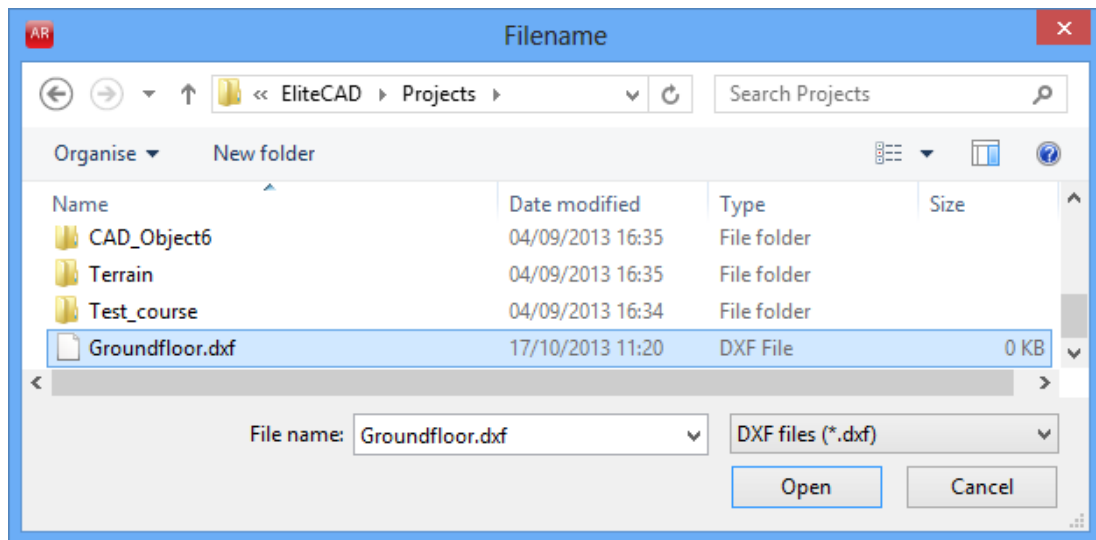 AR Filename
« EliteCAD Projects Search Projects
Organise New folder
Name Date modified Type Size
CAD_Object6 04/09/2013 16:35 File folder
Terrain 04/09/2013 16:35 File folder
Test_course 04/09/2013 16:34 File folder
Groundfloor.dxf 17/10/2013 11:20 DXF File 0 KB
File name: Groundfloor.dxf DXF files (*.dxf)
Open Cancel